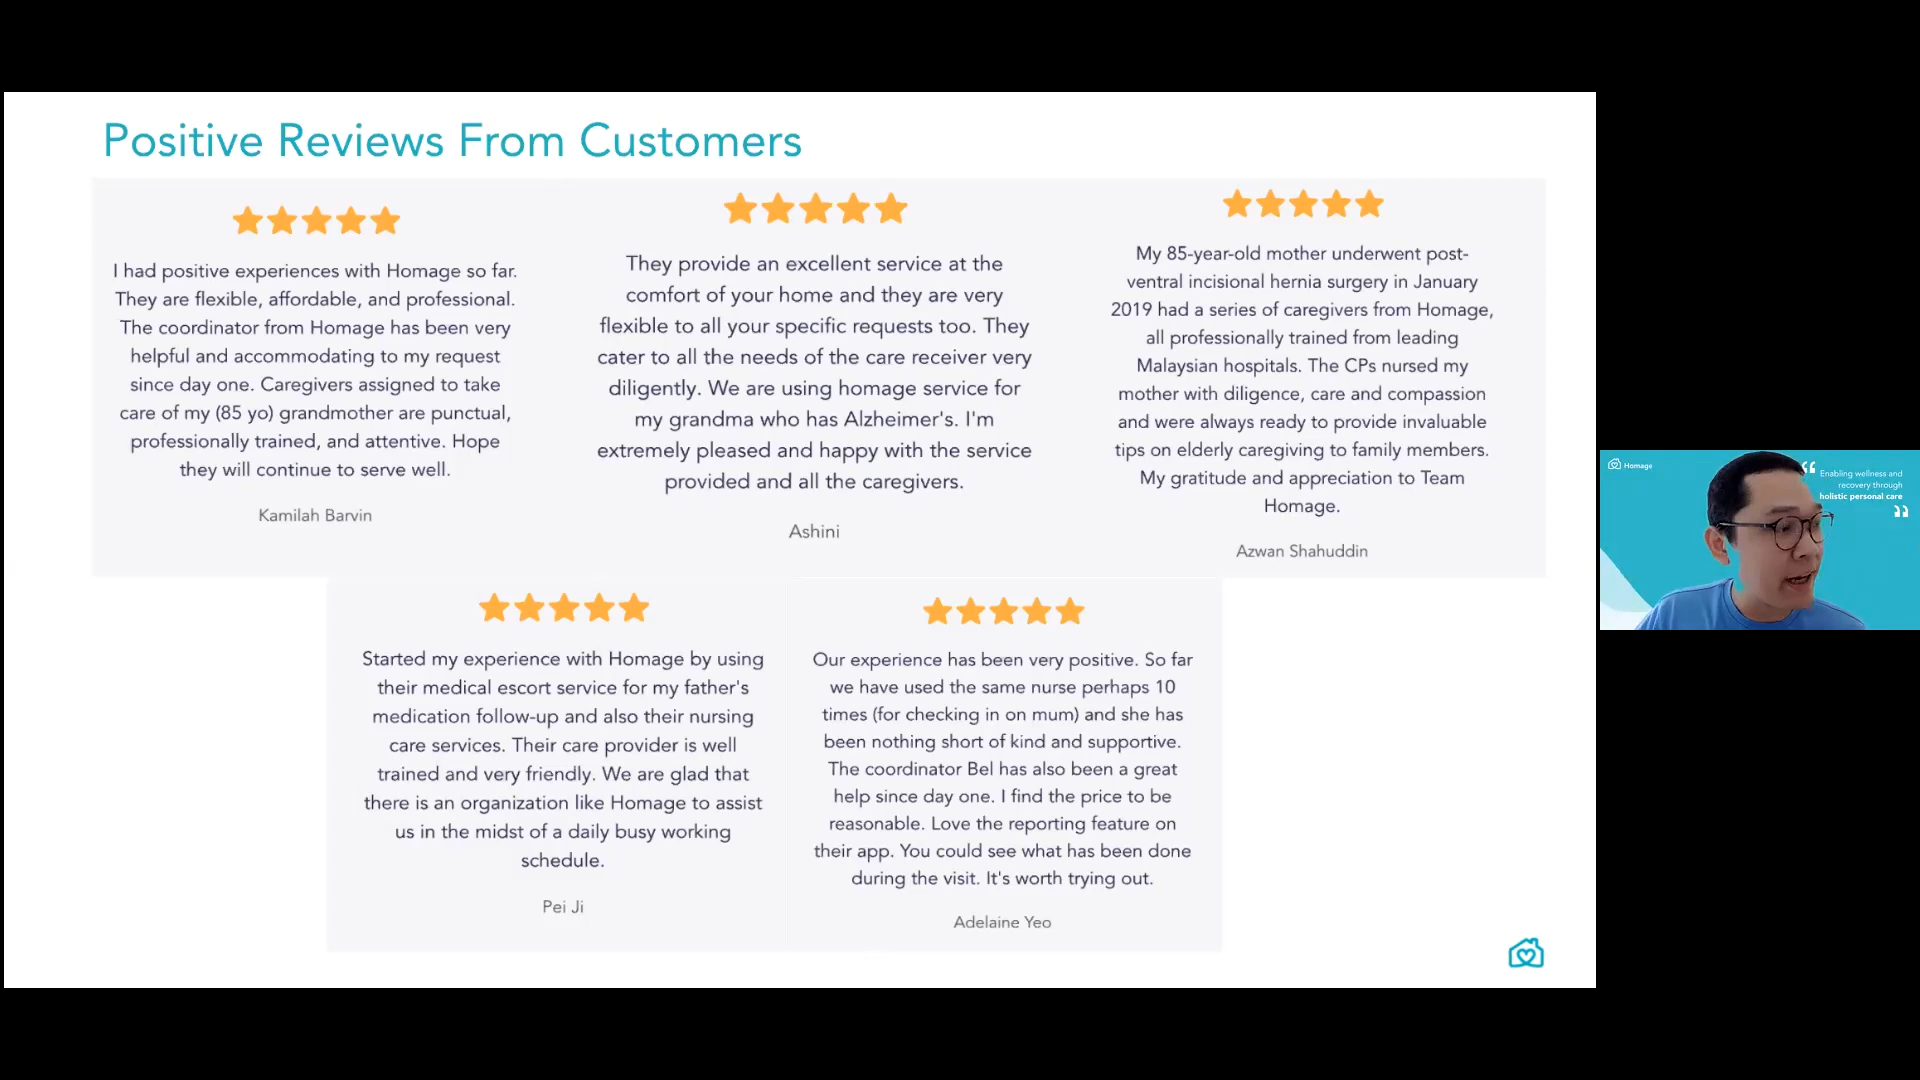 Positive Reviews From Customers
I had positive experiences with Homage so far.
They are flexible, affordable, and professional.
The coordinator from Homage has been very
helpful and accommodating to my request
since day one. Caregivers assigned to take
care of my (85 yo) grandmother are punctual,
professionally trained, and attentive. Hope
they will continue to serve well.
Kamilah Barvin
They provide an excellent service at the
comfort of your home and they are very
flexible to all your specific requests too. They
cater to all the needs of the care receiver very
diligently. We are using homage service for
my grandma who has Alzheimer's. I'm
extremely pleased and happy with the service
provided and all the caregivers.
Ashini
My 85-year-old mother underwent post-
ventral incisional hernia surgery in January
2019 had a series of caregivers from Homage,
all professionally trained from leading
Malaysian hospitals. The CPs nursed my
mother with diligence, care and compassion
and were always ready to provide invaluable
tips on elderly caregiving to family members.
My gratitude and appreciation to Team
Homage.
Azwan Shahuddin
Started my experience with Homage by using
their medical escort service for my father's
medication follow-up and also their nursing
care services. Their care provider is well
trained and very friendly. We are glad that
there is an organization like Homage to assist
us in the midst of a daily busy working
schedule.
Pei Ji
Our experience has been very positive. So far
we have used the same nurse perhaps 10
times (for checking in on mum) and she has
been nothing short of kind and supportive.
The coordinator Bel has also been a great
help since day one. I find the price to be
reasonable. Love the reporting feature on
their app. You could see what has been done
during the visit. It's worth trying out.
Adelaine Yeo
Homage
“ Enabling wellness and
recovery through
holistic personal care
”